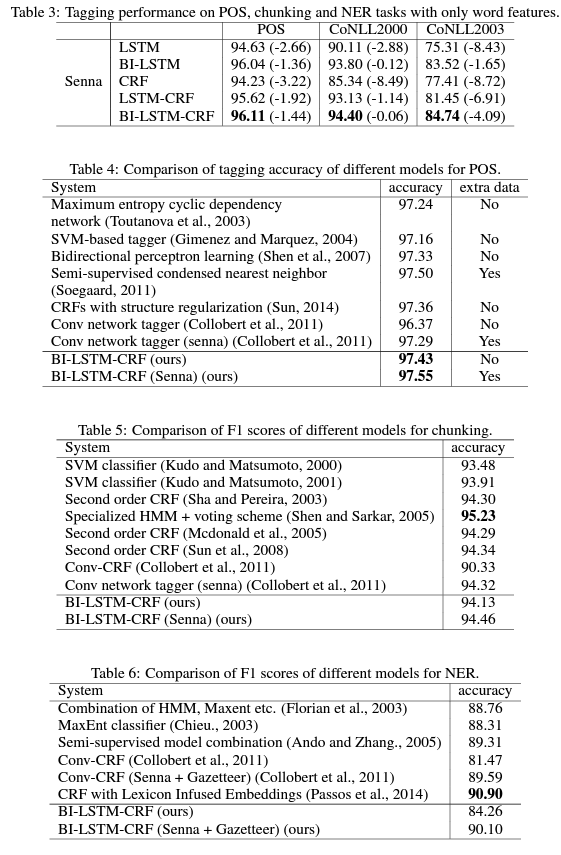 Table 3: Tagging performance on POS, chunking and NER tasks with only word features.
POS CoNLL2000 CoNLL2003
LSTM 94.63 (-2.66) 90.11 (-2.88) 75.31 (-8.43)
BI-LSTM 96.04 (-1.36) 93.80 (-0.12) 83.52 (-1.65)
Senna CRF 94.23 (-3.22) 85.34 (-8.49) 77.41 (-8.72)
LSTM-CRF 95.62 (-1.92) 93.13 (-1.14) 81.45 (-6.91)
BI-LSTM-CRF 96.11 (-1.44) 94.40 (-0.06) 84.74 (-4.09)
Table 4: Comparison of tagging accuracy of different models for POS.
System accuracy extra data
Maximum entropy cyclic dependency 97.24 No
network (Toutanova et al., 2003)
SVM-based tagger (Gimenez and Marquez, 2004) 97.16 No
Bidirectional perceptron learning (Shen et al., 2007) 97.33 No
Semi-supervised condensed nearest neighbor 97.50 Yes
(Soegaard, 2011)
CRFs with structure regularization (Sun, 2014) 97.36 No
Conv network tagger (Collobert et al., 2011) 96.37 No
Conv network tagger (senna) (Collobert et al., 2011) 97.29 Yes
BI-LSTM-CRF (ours) 97.43 No
BI-LSTM-CRF (Senna) (ours) 97.55 Yes
Table 5: Comparison of F1 scores of different models for chunking.
System accuracy
SVM classifier (Kudo and Matsumoto, 2000) 93.48
SVM classifier (Kudo and Matsumoto, 2001) 93.91
Second order CRF (Sha and Pereira, 2003) 94.30
Specialized HMM + voting scheme (Shen and Sarkar, 2005) 95.23
Second order CRF (Mcdonald et al., 2005) 94.29
Second order CRF (Sun et al., 2008) 94.34
Conv-CRF (Collobert et al., 2011) 90.33
Conv network tagger (senna) (Collobert et al., 2011) 94.32
BI-LSTM-CRF (ours) 94.13
BI-LSTM-CRF (Senna) (ours) 94.46
Table 6: Comparison of F1 scores of different models for NER.
System accuracy
Combination of HMM, Maxent etc. (Florian et al., 2003) 88.76
MaxEnt classifier (Chieu., 2003) 88.31
Semi-supervised model combination (Ando and Zhang., 2005) 89.31
Conv-CRF (Collobert et al., 2011) 81.47
Conv-CRF (Senna + Gazetteer) (Collobert et al., 2011) 89.59
CRF with Lexicon Infused Embeddings (Passos et al., 2014) 90.90
BI-LSTM-CRF (ours) 84.26
BI-LSTM-CRF (Senna + Gazetteer) (ours) 90.10